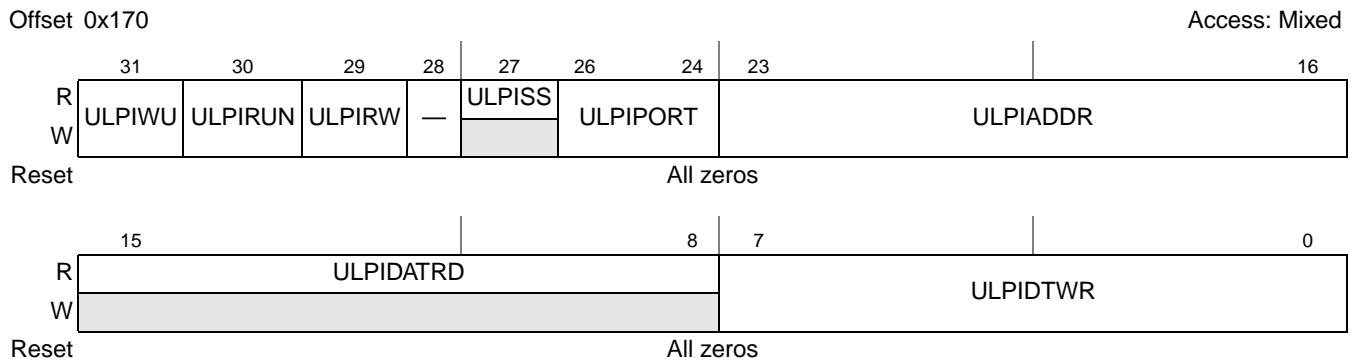 Offset 0x170 Access: Mixed
31 30 29 28 27 26 24 23 16
R ULPIWU ULPIRUN ULPIRW — ULPISS ULPIPORT ULPIADDR
W
Reset All zeros
15 8 7 0
R ULPIDATRD ULPIDTWR
W
Reset All zeros